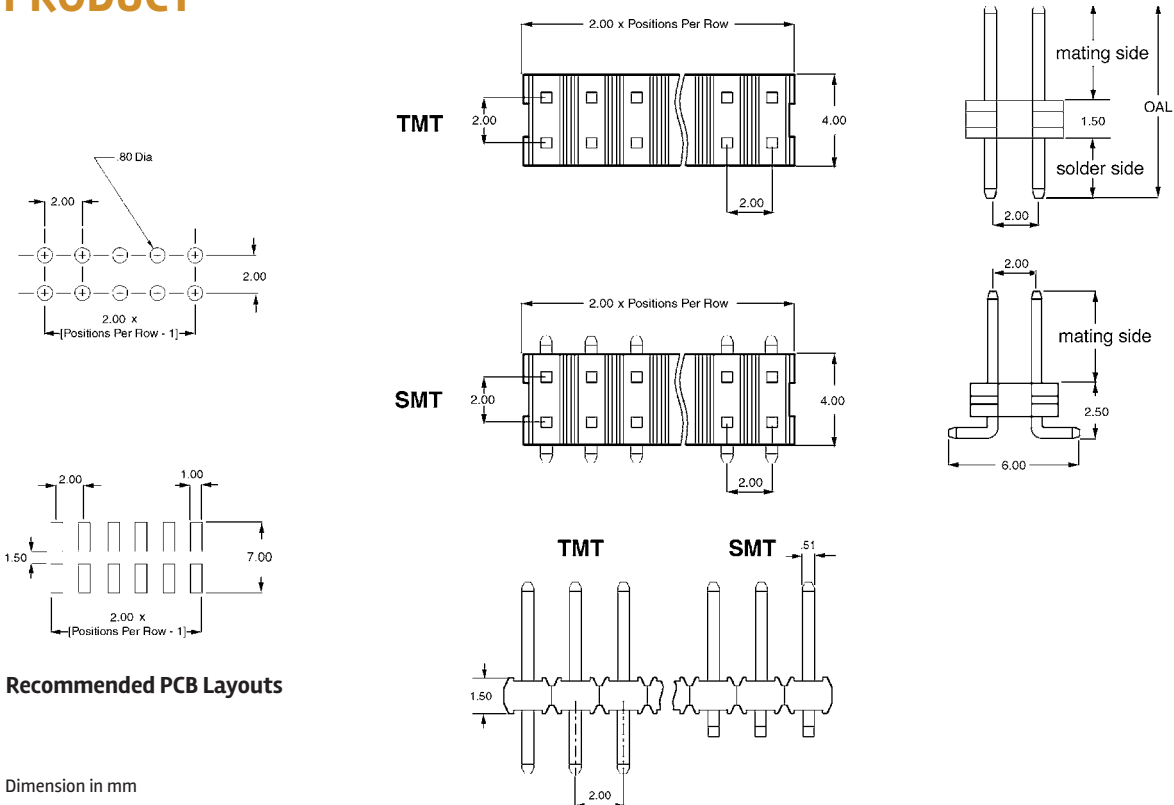 PRODUCT
2.00 x Positions Per Row
TMT
2.00
4.00
2.00
mating side
1.50
OAL
solder side
2.00
.80 Dia
2.00
2.00
2.00 x
[Positions Per Row - 1]
2.00 x Positions Per Row
SMT
2.00
4.00
2.00
2.00
mating side
2.50
6.00
2.00
1.00
1.50
7.00
2.00 x
[Positions Per Row - 1]
TMT
SMT
.51
1.50
2.00
Recommended PCB Layouts
Dimension in mm